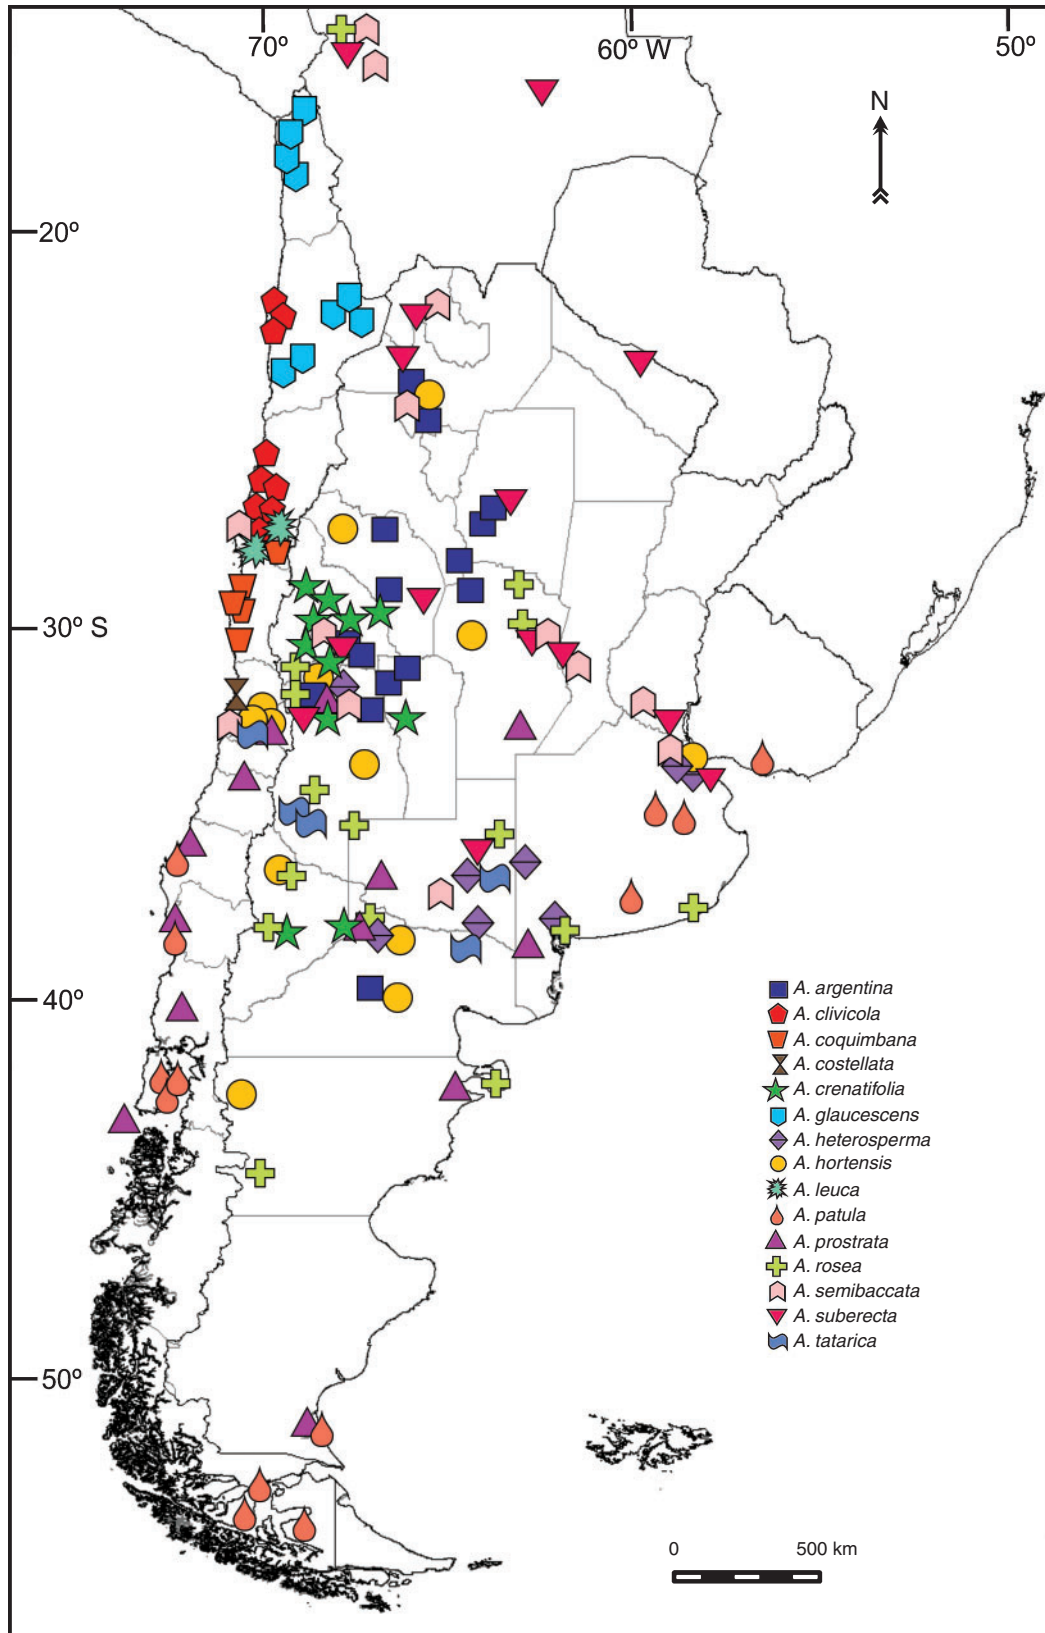 70º
60º W
50º
N
20º
30º S
40º
50º
A. argentina
A. clivicola
A. coquimbana
A. costellata
A. crenatifolia
A. glaucescens
A. heterosperma
A. hortensis
A. leuca
A. patula
A. prostrata
A. rosea
A. semibaccata
A. suberecta
A. tatarica
0 500 km